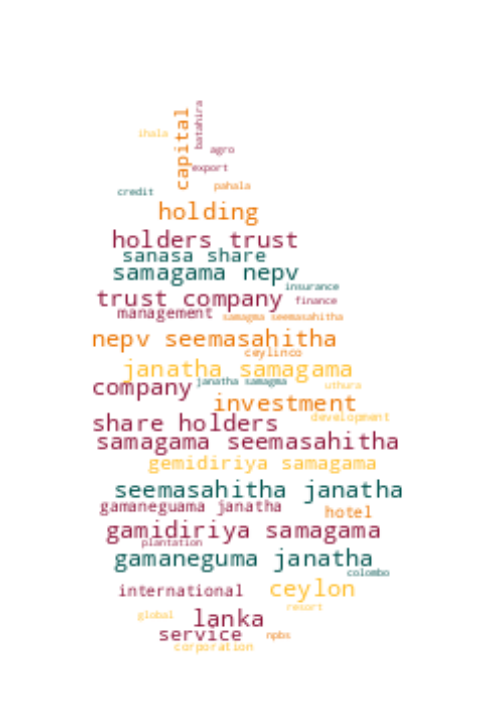 batahira
capital
ihala
agro
export
pahala
credit
holding
holders trust
sanasa share
samagama nepv
insurance
trust company
finance
management
samagma seemasahitha
nepv seemasahitha
ceylinco
janatha samagama
company
janatha samagma
uthura
investment
development
share holders
samagama seemasahitha
gemidiriya samagama
seemasahitha janatha
gamaneguama janatha
hotel
gamidiriya samagama
plantation
gamaneguma janatha
colombo
international
ceylon
resort
global
lanka
service
npbs
corporation